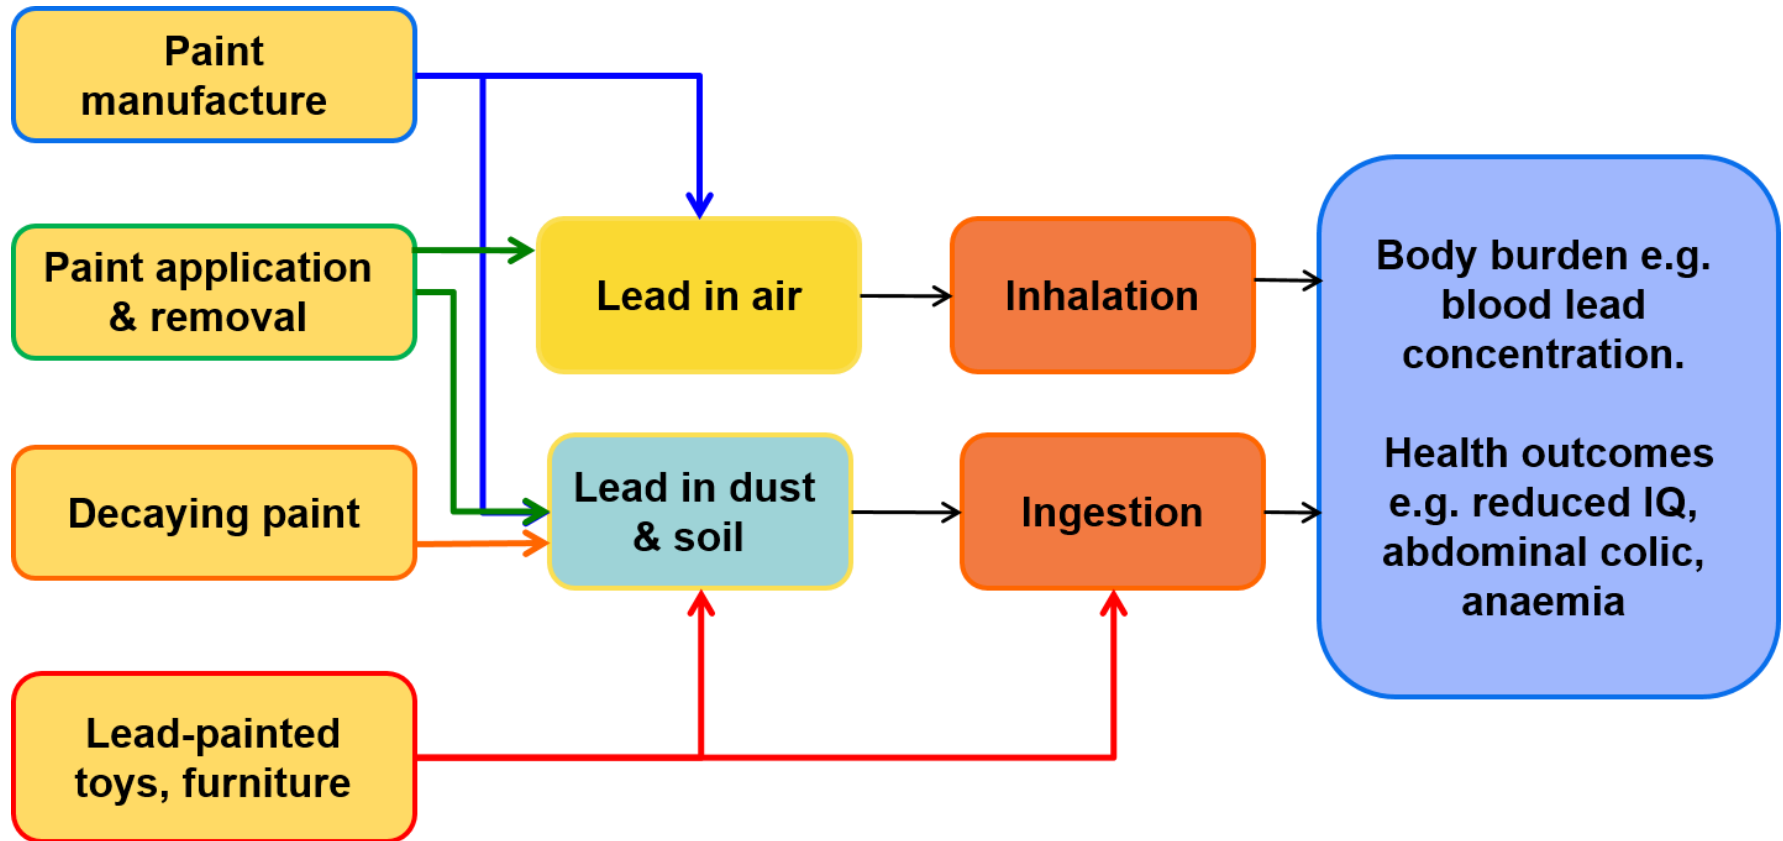 Paint
manufacture
Paint application
& removal
Decaying paint
Lead-painted
toys, furniture
Lead in air
Lead in dust
& soil
Inhalation
Ingestion
Body burden e.g.
blood lead
concentration.
Health outcomes
e.g. reduced IQ,
abdominal colic,
anaemia